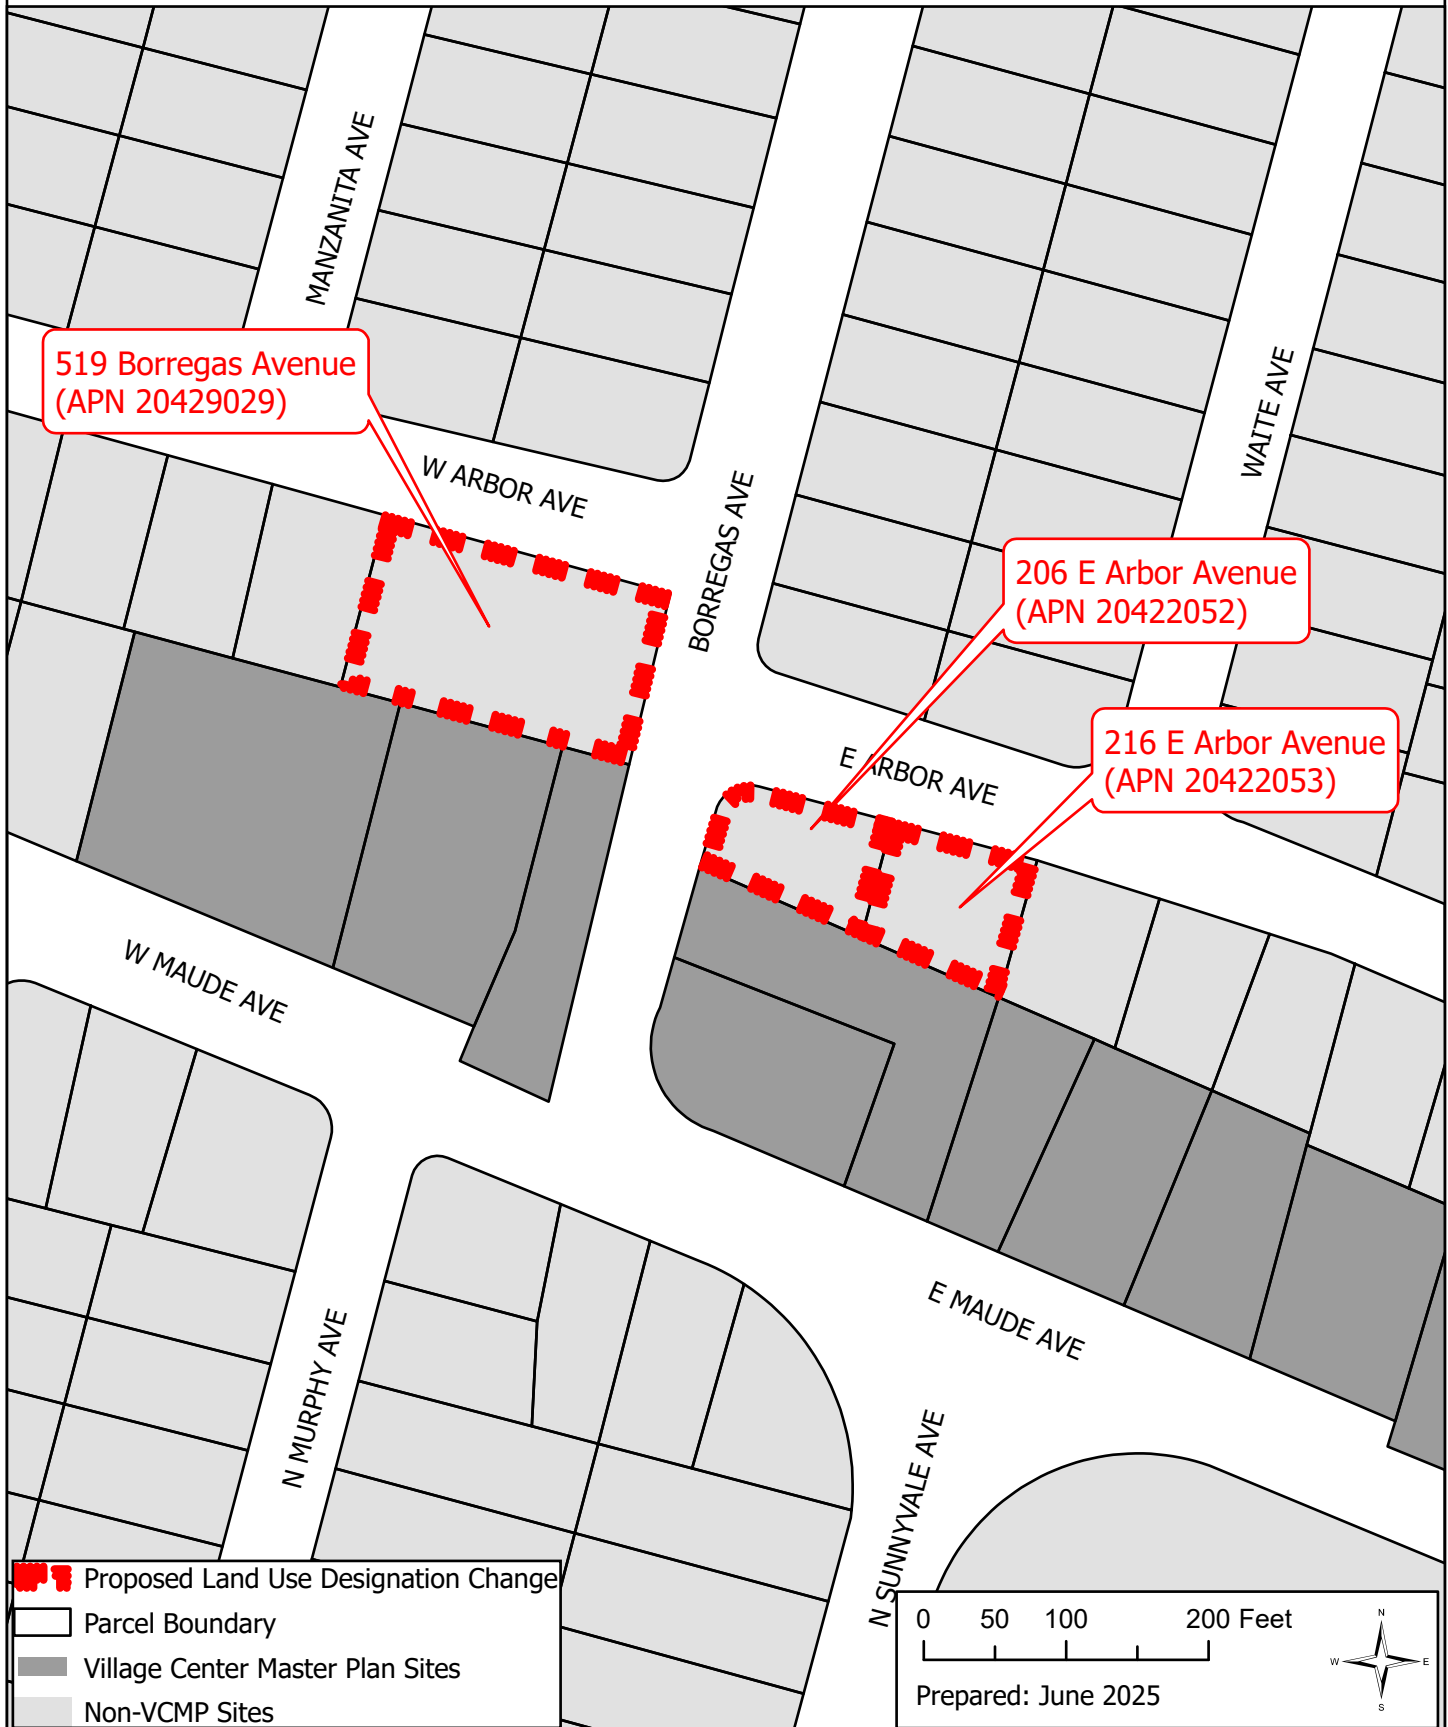 MANZANITA AVE
519 Borregas Avenue
(APN 20429029)
WAITE AVE
W ARBOR AVE
BORREGAS AVE
206 E Arbor Avenue
(APN 20422052)
216 E Arbor Avenue
(APN 20422053)
E ARBOR AVE
W MAUDE AVE
E MAUDE AVE
N MURPHY AVE
N SUNNYVALE AVE
Proposed Land Use Designation Change
Parcel Boundary
Village Center Master Plan Sites
Non-VCMP Sites
0 50 100 200 Feet
Prepared: June 2025
N
W E
S